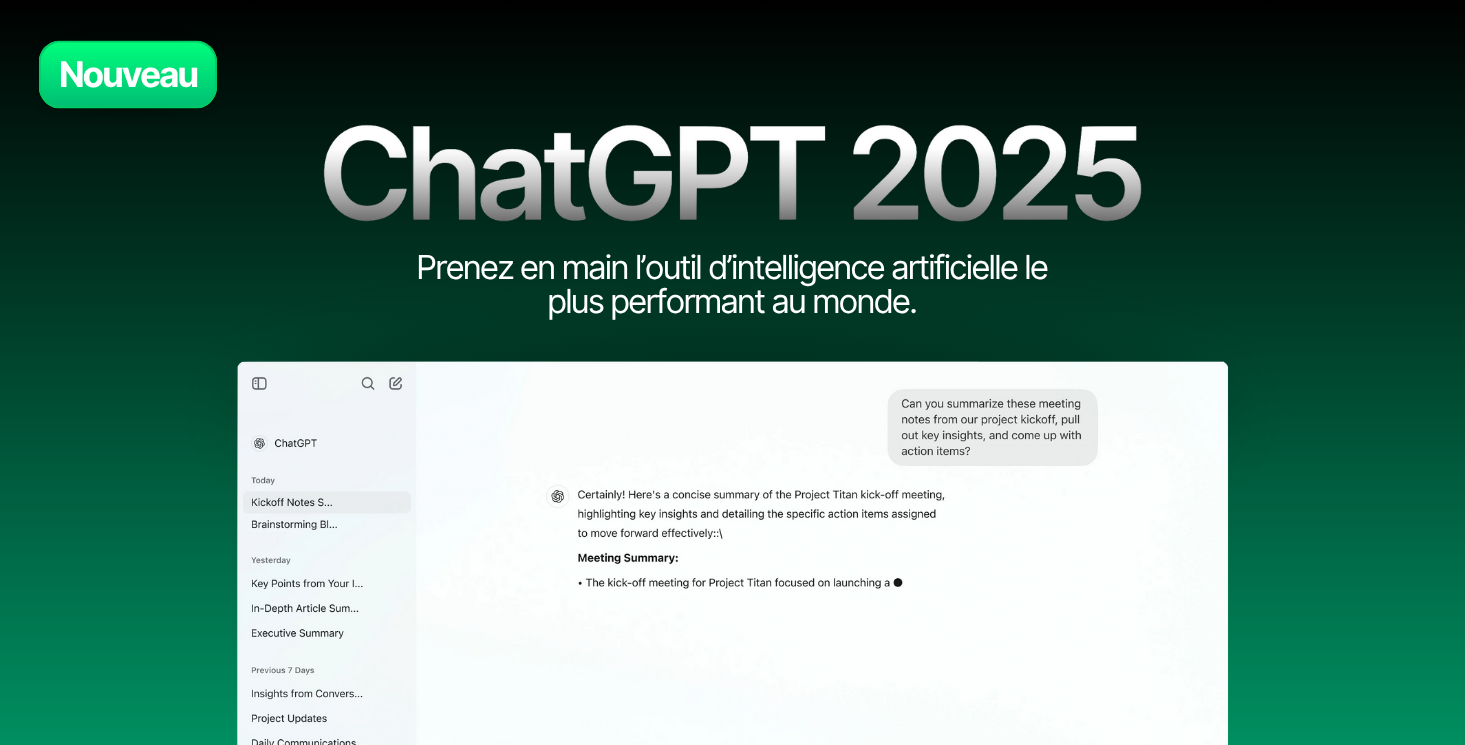 Nouveau
ChatGPT 2025
Prenez en main l’outil d’intelligence artificielle le
plus performant au monde.
ChatGPT
Today
Kickoff Notes S...
Brainstorming Bl...
Yesterday
Key Points from Your I...
In-Depth Article Sum...
Executive Summary
Previous 7 Days
Insights from Convers...
Project Updates
Daily Communications
Can you summarize these meeting
notes from our project kickoff, pull
out key insights, and come up with
action items?
Certainly! Here's a concise summary of the Project Titan kick-off meeting,
highlighting key insights and detailing the specific action items assigned
to move forward effectively::\
Meeting Summary:
• The kick-off meeting for Project Titan focused on launching a